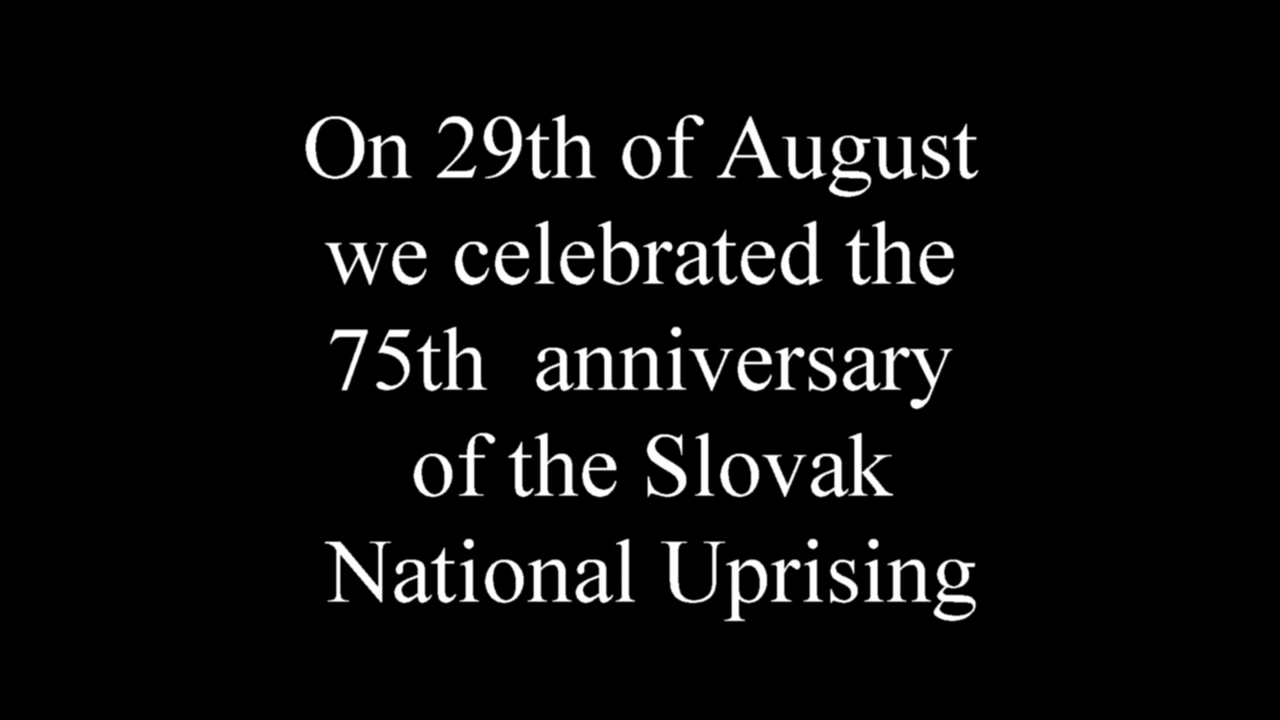 On 29th of August
we celebrated the
75th  anniversary
of the Slovak
National Uprising